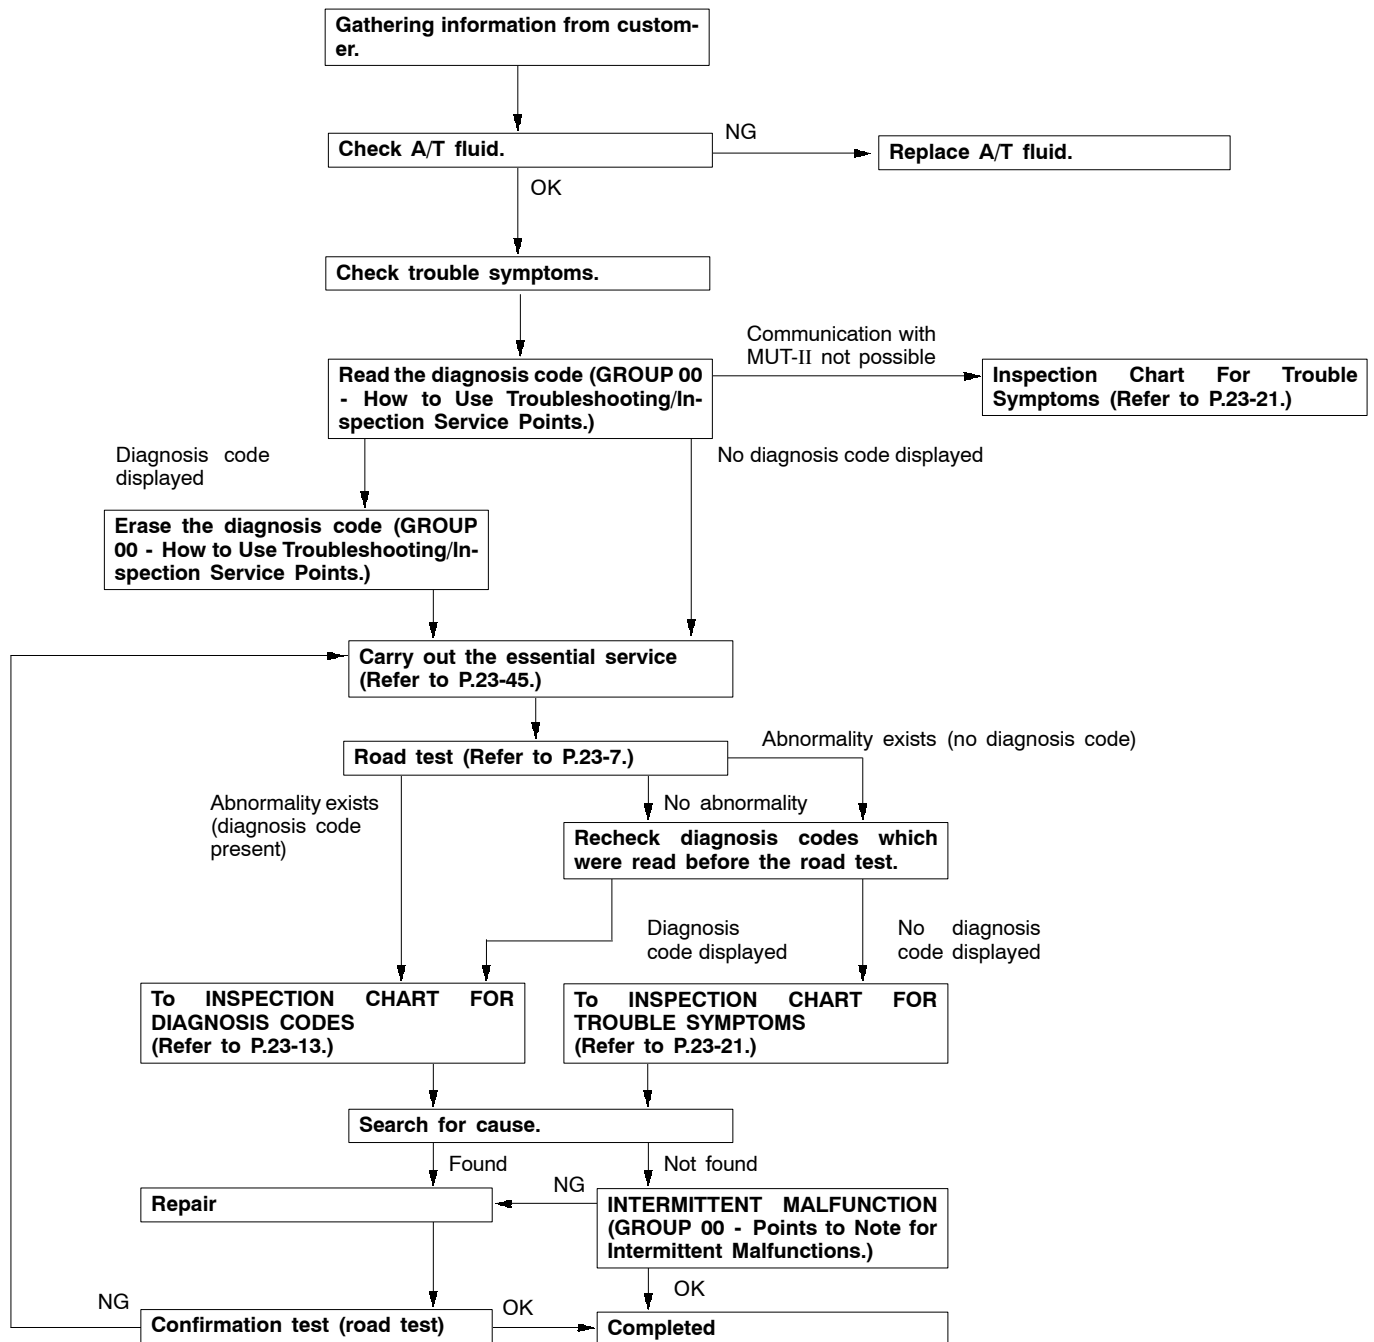 Gathering information from custom-
er.
Check A/T fluid.
NG
Replace A/T fluid.
OK
Check trouble symptoms.
Communication with
MUT-II not possible
Read the diagnosis code (GROUP 00
- How to Use Troubleshooting/In-
spection Service Points.)
Inspection Chart For Trouble
Symptoms (Refer to P.23-21.)
Diagnosis code
displayed
No diagnosis code displayed
Erase the diagnosis code (GROUP
00 - How to Use Troubleshooting/In-
spection Service Points.)
Carry out the essential service
(Refer to P.23-45.)
Road test (Refer to P.23-7.)
Abnormality exists (no diagnosis code)
Abnormality exists
(diagnosis code
present)
No abnormality
Recheck diagnosis codes which
were read before the road test.
Diagnosis
code displayed
No diagnosis
code displayed
To INSPECTION CHART FOR
DIAGNOSIS CODES
(Refer to P.23-13.)
To INSPECTION CHART FOR
TROUBLE SYMPTOMS
(Refer to P.23-21.)
Search for cause.
Found
Not found
Repair
NG
INTERMITTENT MALFUNCTION
(GROUP 00 - Points to Note for
Intermittent Malfunctions.)
OK
NG
Confirmation test (road test)
OK
Completed